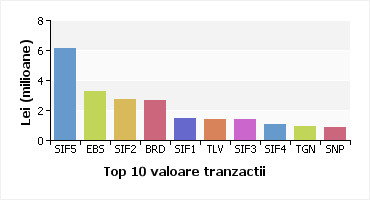 8
6
4
2
0
Lei (milioane)
SIF5 EBS SIF2 BRD SIF1 TLV SIF3 SIF4 TGN SNP
Top 10 valoare tranzactii